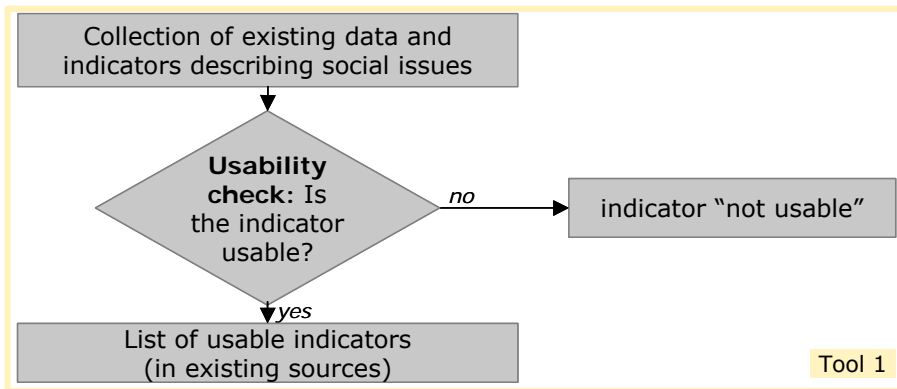 Collection of existing data and
indicators describing social issues
Usability
check: Is
the indicator
usable?
no
indicator “not usable”
yes
List of usable indicators
(in existing sources)
Tool 1